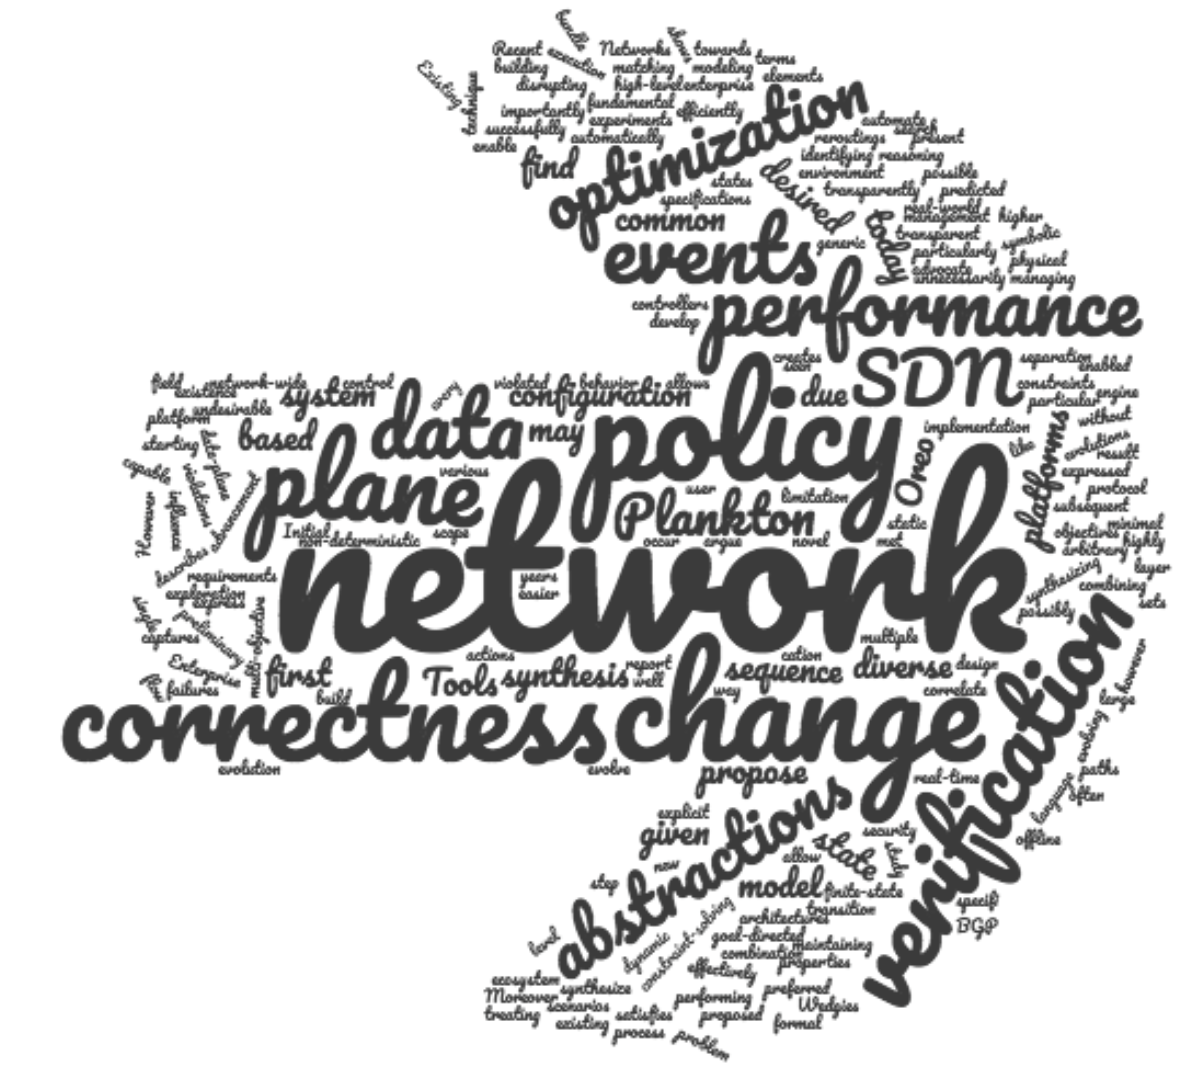 bundle
Recent
execution
Networks
shows
towards
terms
building
matching
modeling
elements
Existing
technique
disrupting
high-level
enterprise
importantly
fundamental
efficiently
successfully
experiments
enable
automatically
find
optimization
automate
search
reroutings
present
identifying
reasoning
environment
possible
transparently
predicted
states
specifications
desired
common
today
real-world
management
higher
transparent
symbolic
particularly
physical
advocate
unnecessarily
managing
events
generic
controllers
develop
performance
creates
seen
SDN
separation
enabled
constraints
particular
engine
field
existence
network-wide
control
system
every
violated
behavior
allows
configuration
due
platform
undesirable
based
data
may
policy
implementation
without
evolutions
result
expressed
protocol
subsequent
minimal
objectives
highly
arbitrary
layer
platforms
like
Oreo
starting
data-plane
capable
violations
advancement
However
influence
describes
plane
various
Plankton
user
limitation
static
Initial
non-deterministic
scope
occur
argue
novel
met
network
years
easier
synthesizing
combining
sets
possibly
requirements
exploration
express
single
captures
preliminary
multi-objective
Enterprise
failures
first
build
actions
Tools
synthesis
report
well
sequence
cation
multiple
diverse
design
way
correlate
correctness
change
verification
however
large
evolving
evolution
evolve
propose
real-time
paths
often
language
offline
explicit
given
abstractions
state
security
now
allow
step
model
finite-state
specifi
BGP
level
dynamic
constraint-solving
architectures
transition
goal-directed
combination
maintaining
effectively
properties
ecosystem
synthesize
Moreover
scenarios
treating
existing
satisfies
process
performing
preferred
proposed
Wedgies
formal
problem